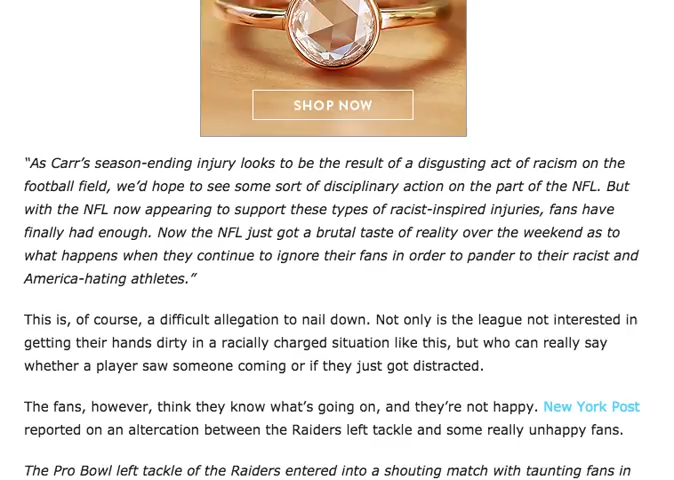 SHOP NOW
“As Carr’s season-ending injury looks to be the result of a disgusting act of racism on the
football field, we’d hope to see some sort of disciplinary action on the part of the NFL. But
with the NFL now appearing to support these types of racist-inspired injuries, fans have
finally had enough. Now the NFL just got a brutal taste of reality over the weekend as to
what happens when they continue to ignore their fans in order to pander to their racist and
America-hating athletes.”
This is, of course, a difficult allegation to nail down. Not only is the league not interested in
getting their hands dirty in a racially charged situation like this, but who can really say
whether a player saw someone coming or if they just got distracted.
The fans, however, think they know what’s going on, and they’re not happy. New York Post
reported on an altercation between the Raiders left tackle and some really unhappy fans.
The Pro Bowl left tackle of the Raiders entered into a shouting match with taunting fans in